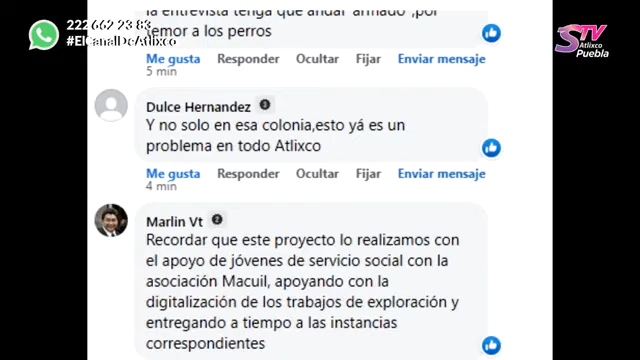 222 662 23 83
#ElCanalDeAtlixco
STV
Atlixco
Puebla
la entrevista tenga que andar armado ,por
temor a los perros
Me gusta Responder Ocultar Fijar Enviar mensaje
5 min
Dulce Hernandez
Y no solo en esa colonia,esto yá es un
problema en todo Atlixco
Me gusta Responder Ocultar Fijar Enviar mensaje
4 min
Marlin Vt 2
Recordar que este proyecto lo realizamos con
el apoyo de jóvenes de servicio social con la
asociación Macuil, apoyando con la
digitalización de los trabajos de exploración y
entregando a tiempo a las instancias
correspondientes